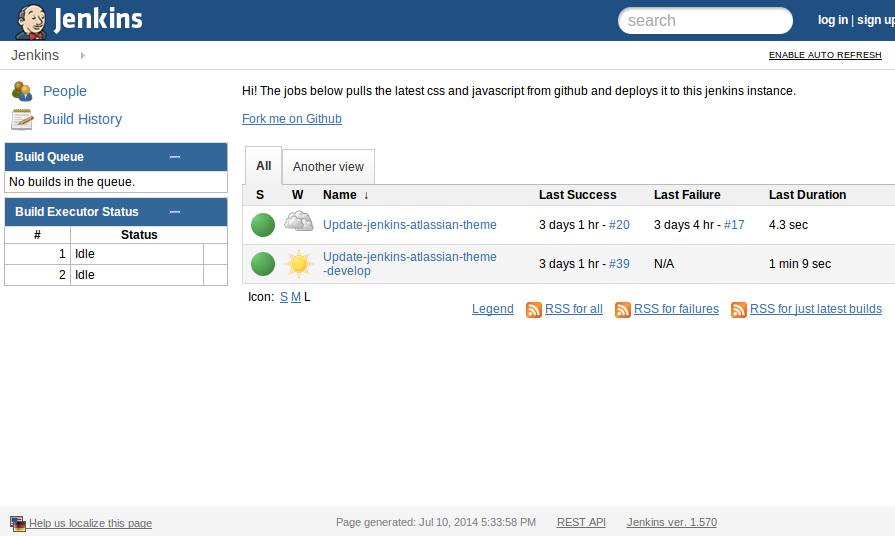 Jenkins
search
log in | sign up
Jenkins
ENABLE AUTO REFRESH
People
Build History
Build Queue
No builds in the queue.
Build Executor Status
# Status
1 Idle
2 Idle
Hi! The jobs below pulls the latest css and javascript from github and deploys it to this jenkins instance.
Fork me on Github
All Another view
S W Name ↓ Last Success Last Failure Last Duration
Update-jenkins-atlassian-theme 3 days 1 hr - #20 3 days 4 hr - #17 4.3 sec
Update-jenkins-atlassian-theme
-develop 3 days 1 hr - #39 N/A 1 min 9 sec
Icon: S M L
Legend RSS for all RSS for failures RSS for just latest builds
Help us localize this page Page generated: Jul 10, 2014 5:33:58 PM REST API Jenkins ver. 1.570